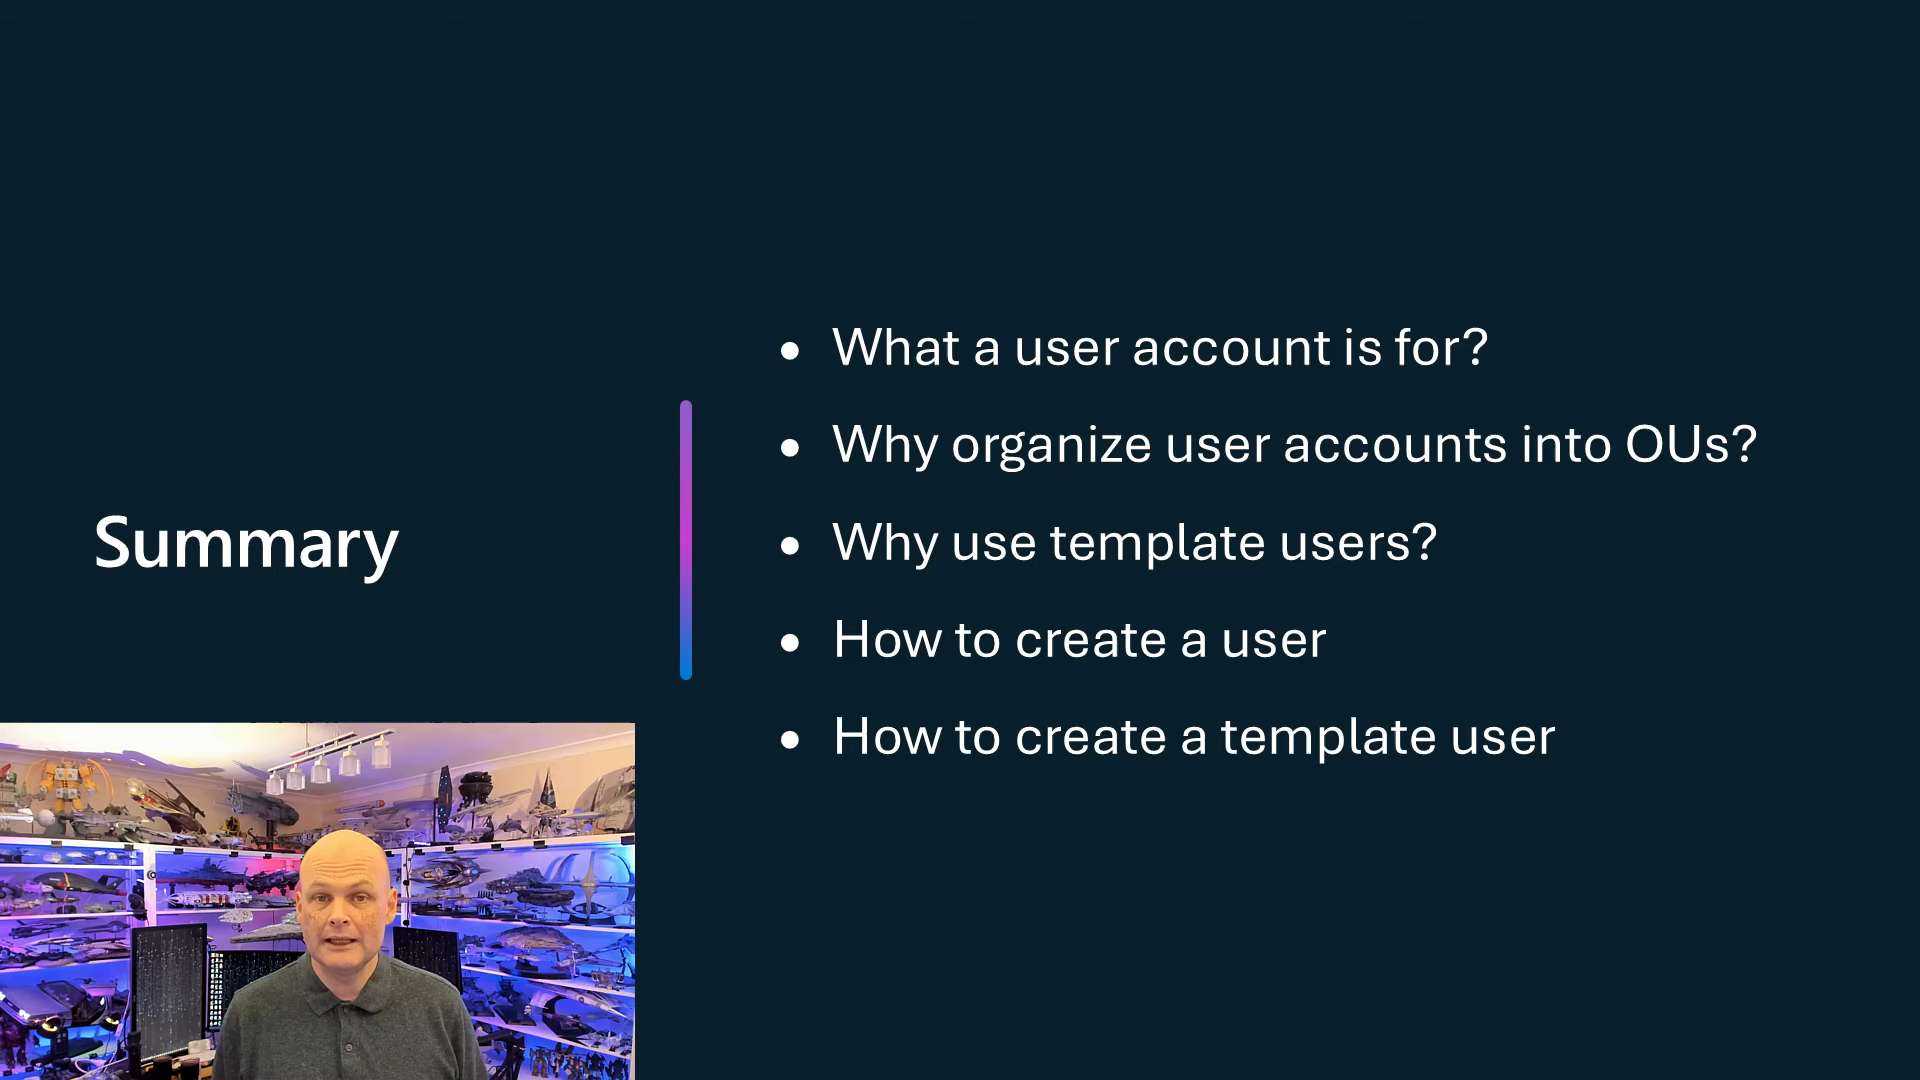 Summary
What a user account is for?
Why organize user accounts into OUs?
Why use template users?
How to create a user
How to create a template user